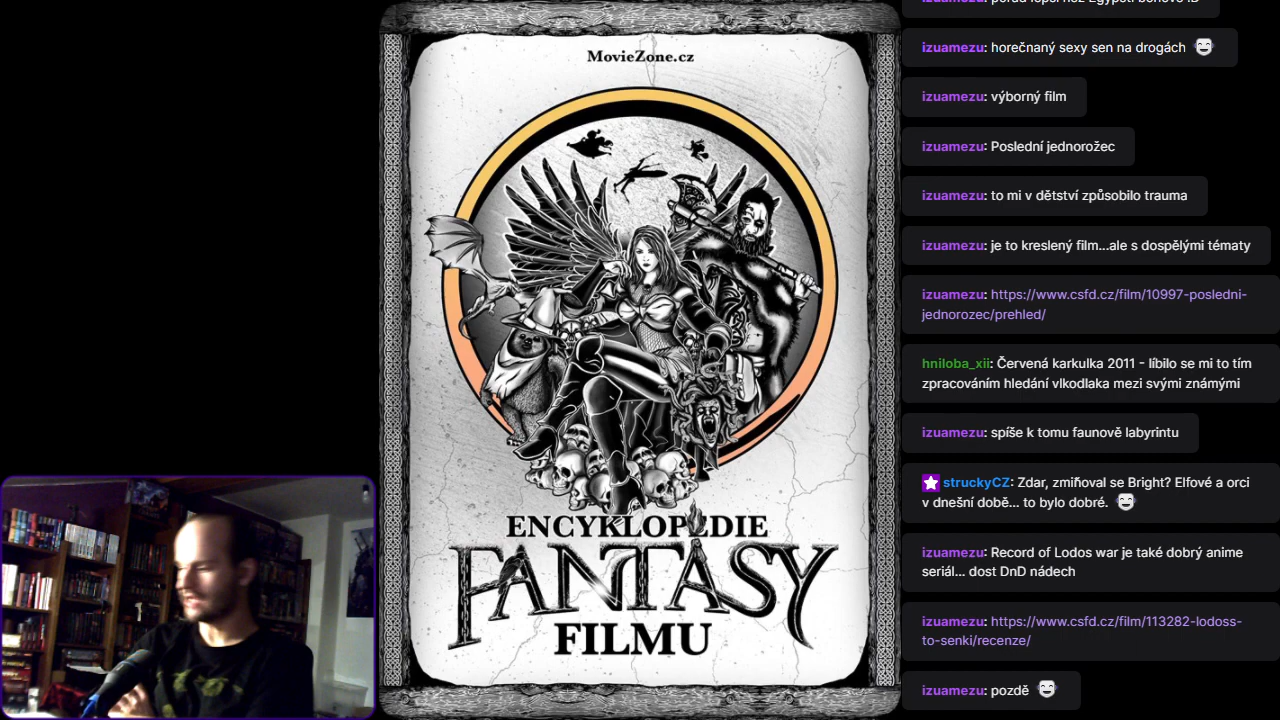 MovieZone.cz
ENCYKLOPEDIE
FANTASY
FILMU
izuamezu: horečnaný sexy sen na drogách
izuamezu: výborný film
izuamezu: Poslední jednorožec
izuamezu: to mi v dětství způsobilo trauma
izuamezu: je to kreslený film...ale s dospělými tématy
izuamezu: https://www.csfd.cz/film/10997-posledni-
jednorozec/prehled/
hniloba_xii: Červená karkulka 2011 - líbilo se mi to tím
zpracováním hledání vlkodlaka mezi svými známými
izuamezu: spíše k tomu faunově labyrintu
struckyCZ: Zdar, zmiňoval se Bright? Elfové a orci
v dnešní době... to bylo dobré.
izuamezu: Record of Lodos war je také dobrý anime
seriál... dost DnD nádech
izuamezu: https://www.csfd.cz/film/113282-lodoss-
to-senki/recenze/
izuamezu: pozdě